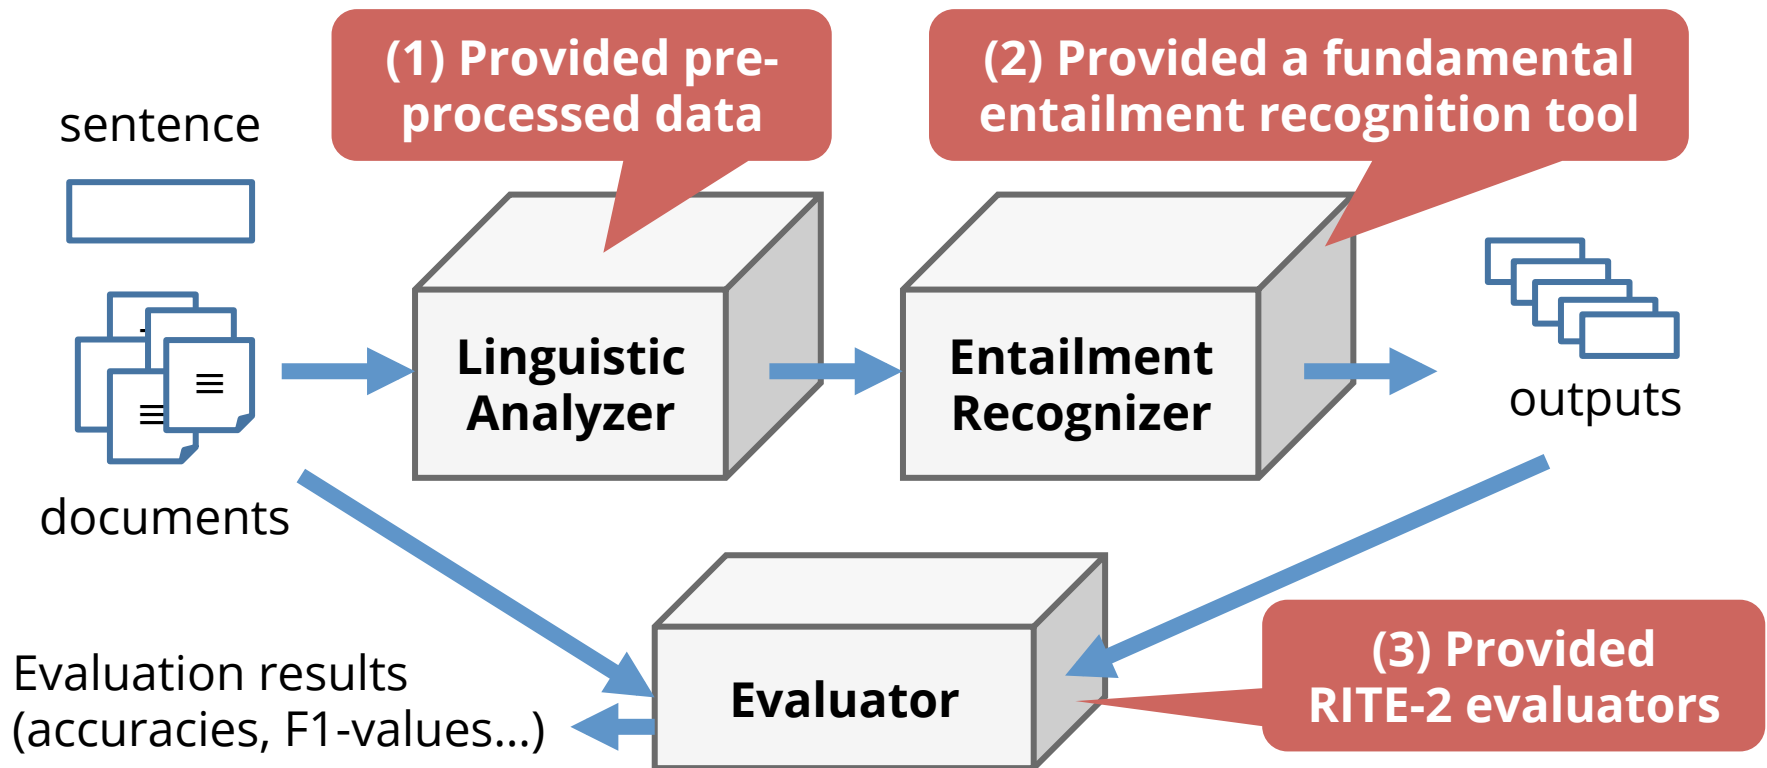 (1) Provided pre-
processed data
(2) Provided a fundamental
entailment recognition tool
sentence
Linguistic
Analyzer
Entailment
Recognizer
outputs
documents
Evaluator
(3) Provided
RITE-2 evaluators
Evaluation results
(accuracies, F1-values...)